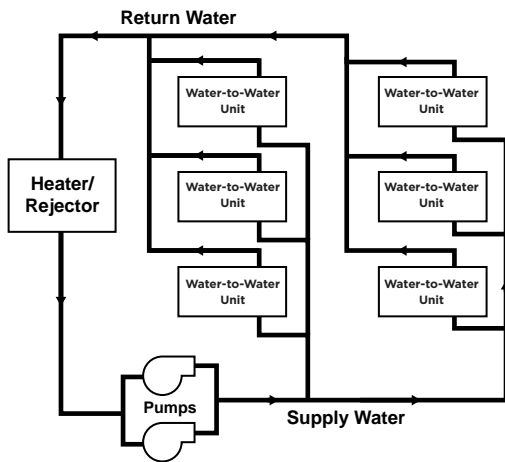 Return Water
Water-to-Water
Unit
Water-to-Water
Unit
Heater/
Rejector
Water-to-Water
Unit
Water-to-Water
Unit
Water-to-Water
Unit
Water-to-Water
Unit
Pumps
Supply Water